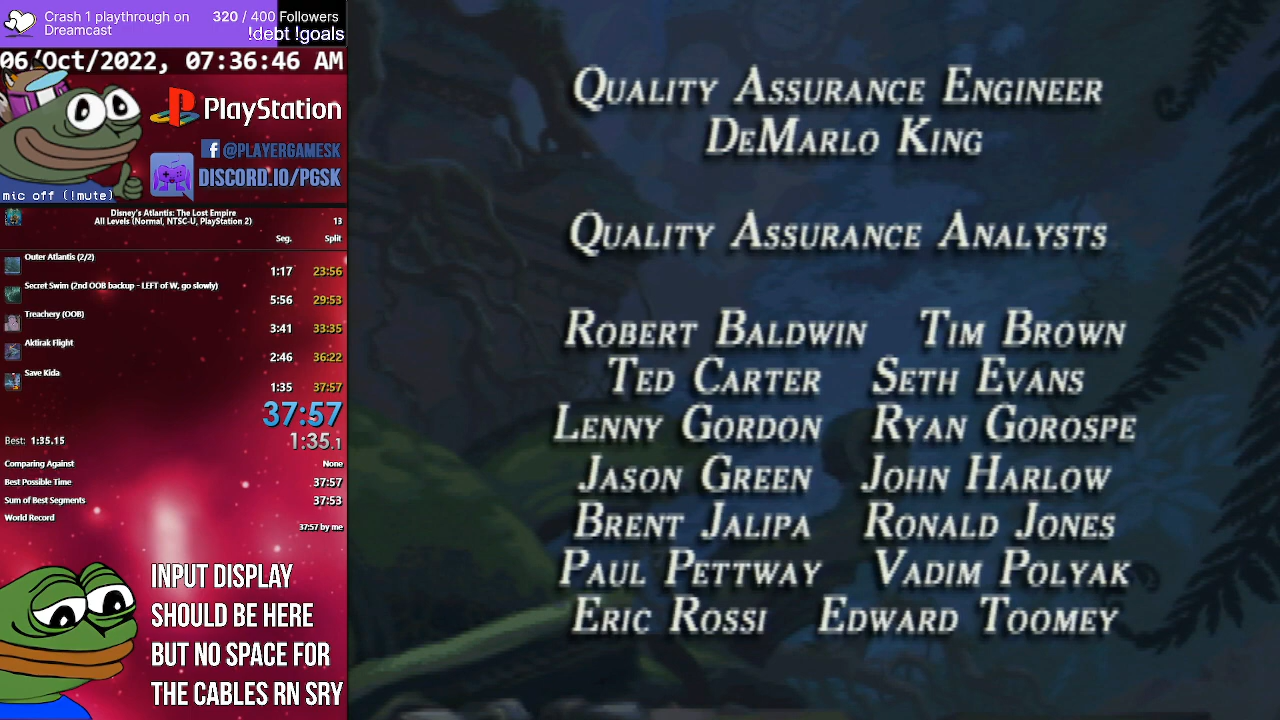 Crash 1 playthrough on Dreamcast
320 / 400 Followers
!debt !goals
06/Oct/2022, 07:36:46 AM
PlayStation
@PLAYERGAMESK
DISCORD.IO/PGSK
mic off (!mute)
Disney's Atlantis: The Lost Empire
All Levels (Normal, NTSC-U, PlayStation 2) 13
Seg. Split
Outer Atlantis (2/2)
1:17 23:56
Secret Swim (2nd OOB backup - LEFT of W, go slowly)
5:56 29:53
Treachery (OOB)
3:41 33:35
Aktirak Flight
2:46 36:22
Save Kida
1:35 37:57
37:57
Best: 1:35.15 1:35.1
Comparing Against None
Best Possible Time 37:57
Sum of Best Segments 37:53
World Record
37:57 by me
INPUT DISPLAY
SHOULD BE HERE
BUT NO SPACE FOR
THE CABLES RN SRY
QUALITY ASSURANCE ENGINEER
DEMARLO KING
QUALITY ASSURANCE ANALYSTS
ROBERT BALDWIN TIM BROWN
TED CARTER SETH EVANS
LENNY GORDON RYAN GOROSPE
JASON GREEN JOHN HARLOW
BRENT JALIPA RONALD JONES
PAUL PETTWAY VADIM POLYAK
ERIC ROSSI EDWARD TOOMEY